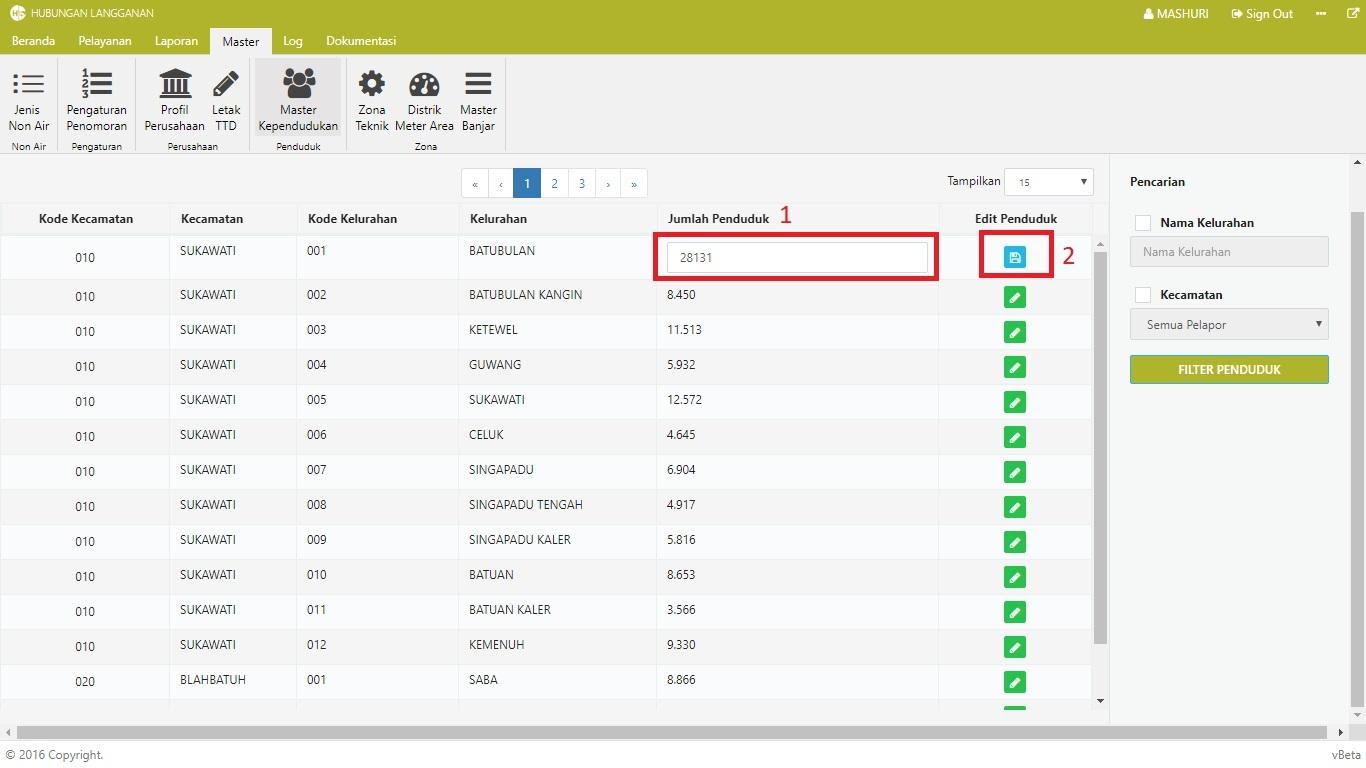 HUBUNGAN LANGGANAN
MASHURI Sign Out
Beranda Pelayanan Laporan Master Log Dokumentasi
Jenis Non Air
Pengaturan Penomoran
Profil Perusahaan
Letak TTD
Master Kependudukan
Zona Teknik
Distrik Meter Area
Master Banjar
Non Air Pengaturan Perusahaan Penduduk Zona
« ‹ 1 2 3 › »
Tampilkan 15
Kode Kecamatan Kecamatan Kode Kelurahan Kelurahan Jumlah Penduduk 1 Edit Penduduk
010 SUKAWATI 001 BATUBULAN 28131 2
010 SUKAWATI 002 BATUBULAN KANGIN 8.450
010 SUKAWATI 003 KETEWEL 11.513
010 SUKAWATI 004 GUWANG 5.932
010 SUKAWATI 005 SUKAWATI 12.572
010 SUKAWATI 006 CELUK 4.645
010 SUKAWATI 007 SINGAPADU 6.904
010 SUKAWATI 008 SINGAPADU TENGAH 4.917
010 SUKAWATI 009 SINGAPADU KALER 5.816
010 SUKAWATI 010 BATUAN 8.653
010 SUKAWATI 011 BATUAN KALER 3.566
010 SUKAWATI 012 KEMENUH 9.330
020 BLAHBATUH 001 SABA 8.866
Pencarian
Nama Kelurahan
Nama Kelurahan
Kecamatan
Semua Pelapor
FILTER PENDUDUK
© 2016 Copyright.
vBeta